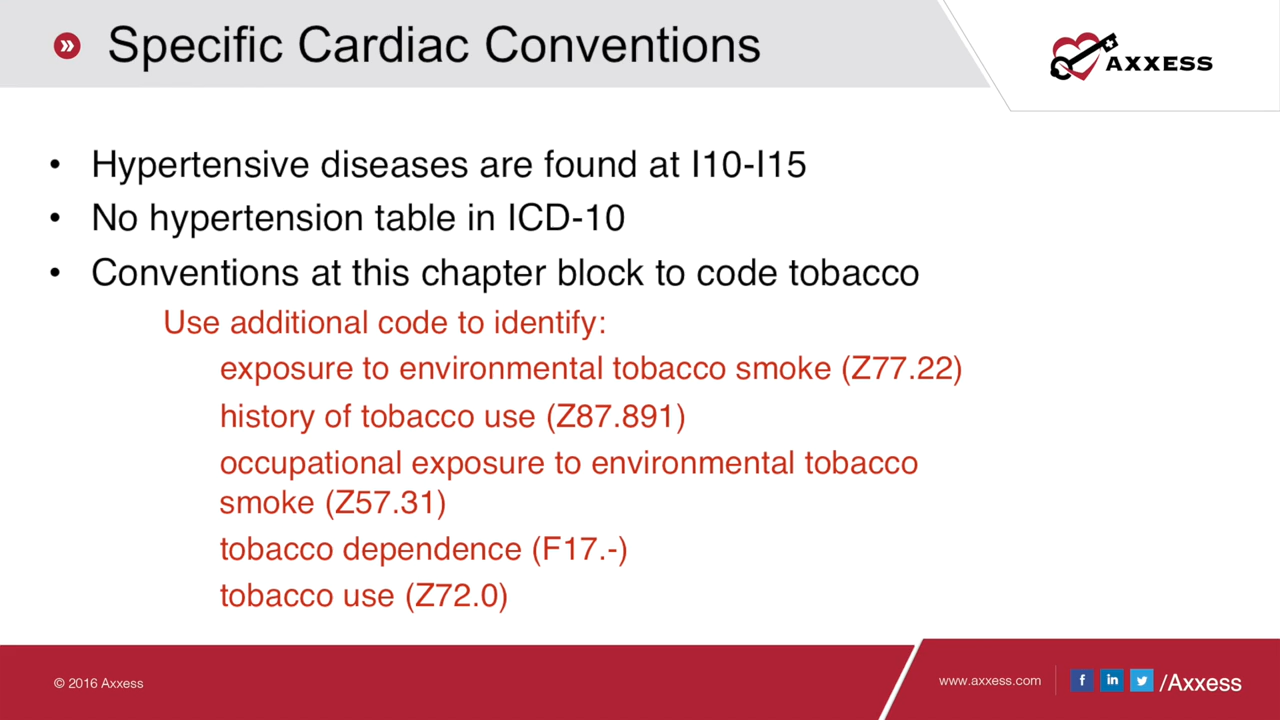 Specific Cardiac Conventions
AXXESS
• Hypertensive diseases are found at I10-I15
• No hypertension table in ICD-10
• Conventions at this chapter block to code tobacco
Use additional code to identify:
exposure to environmental tobacco smoke (Z77.22)
history of tobacco use (Z87.891)
occupational exposure to environmental tobacco
smoke (Z57.31)
tobacco dependence (F17.-)
tobacco use (Z72.0)
© 2016 Axxess
www.axxess.com
/Axxess